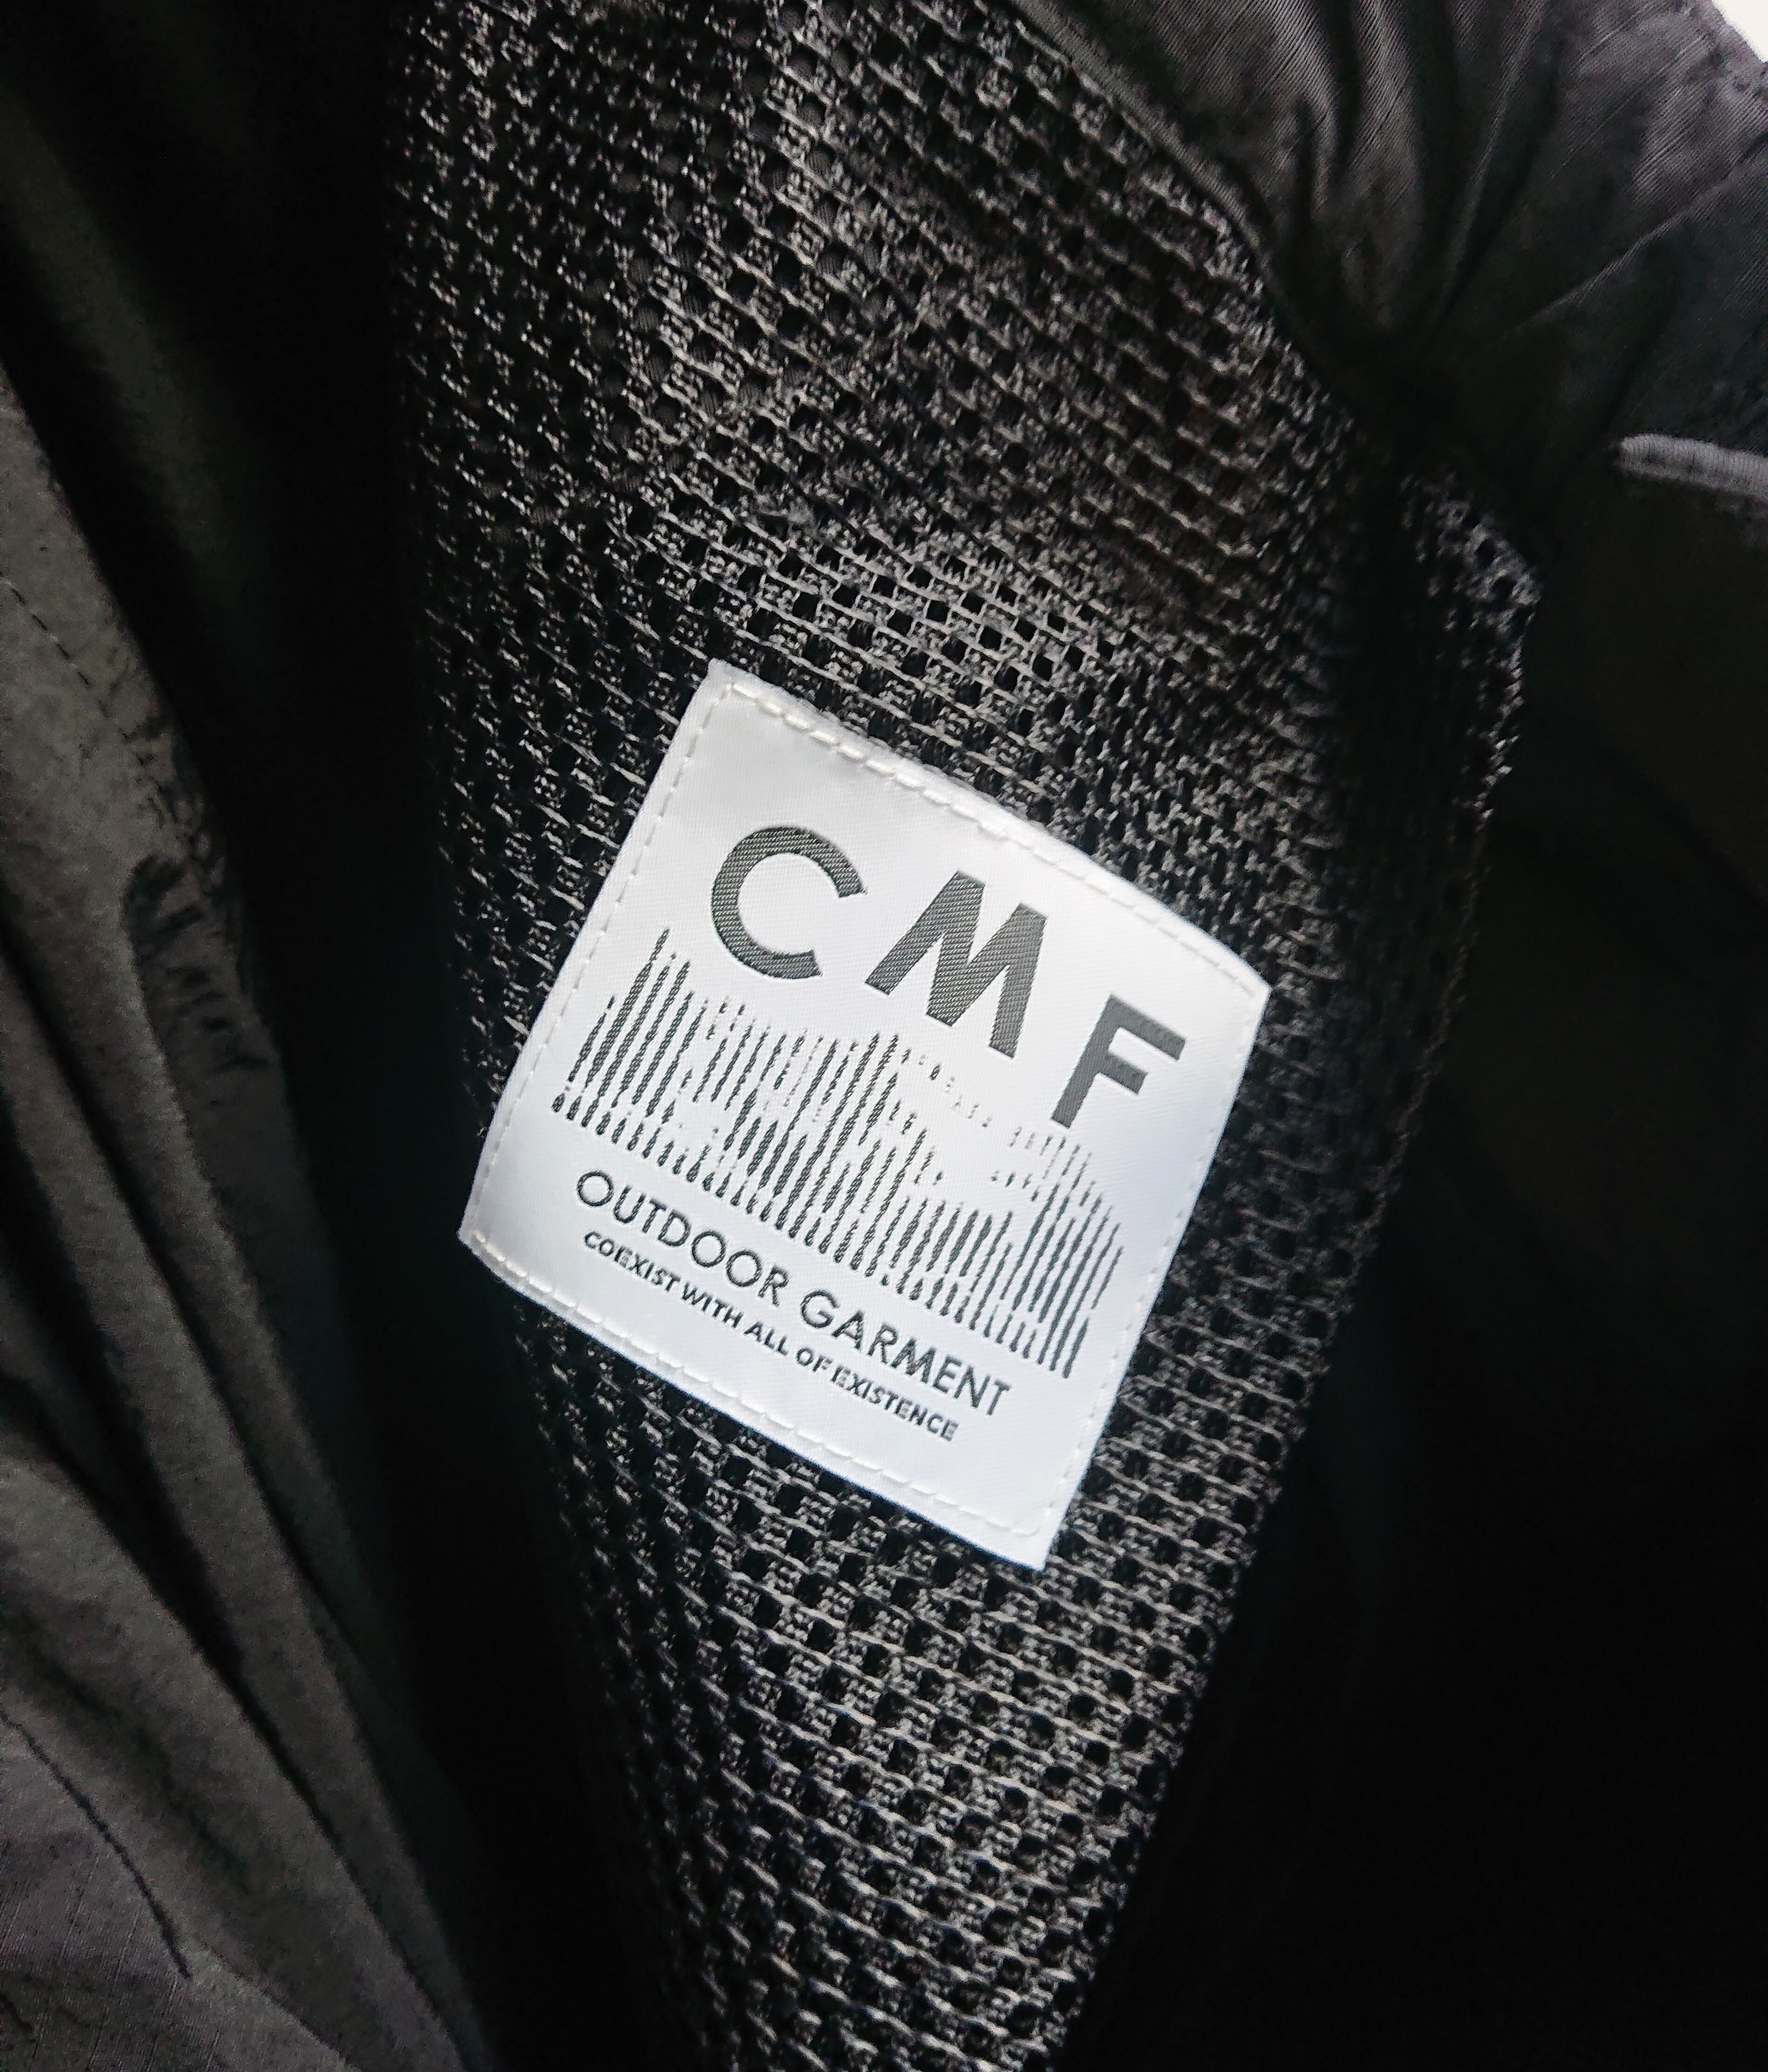 CMF
OUTDOOR GARMENT
COEXIST WITH ALL OF EXISTENCE